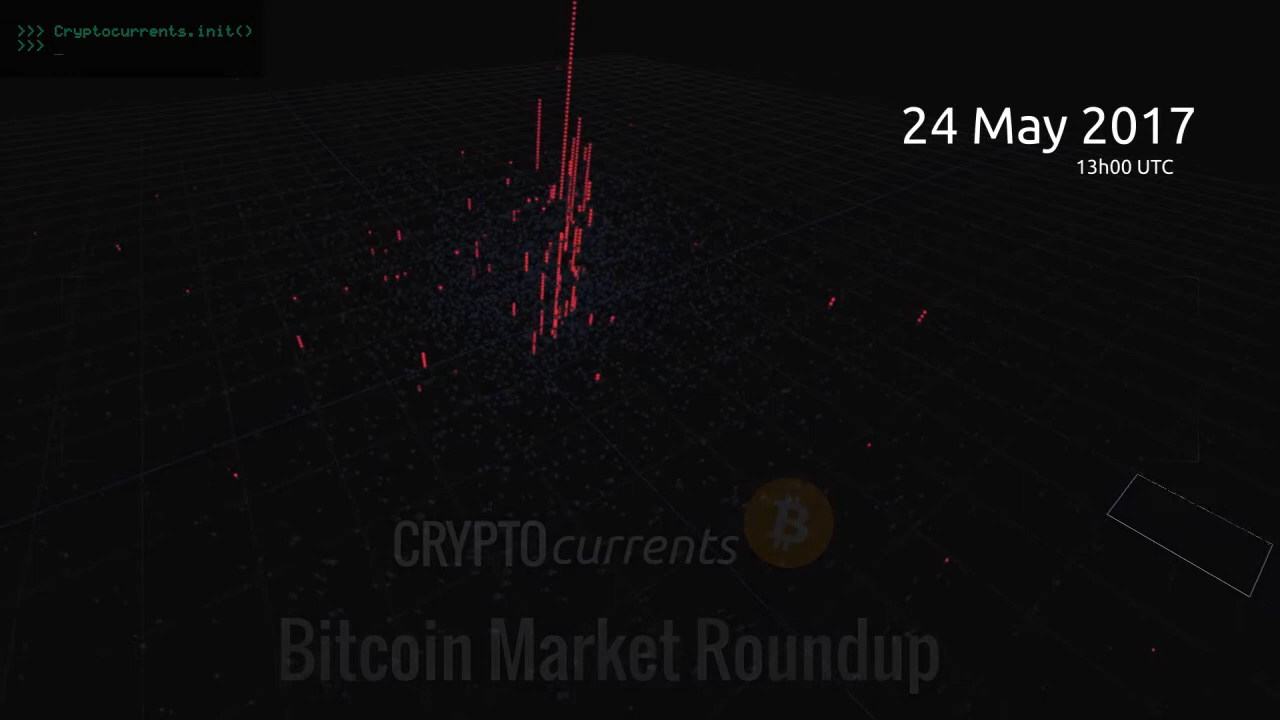 >>> Cryptocurrents.init()
>>> _
24 May 2017
13h00 UTC
CRYPTOcurrents
Bitcoin Market Roundup